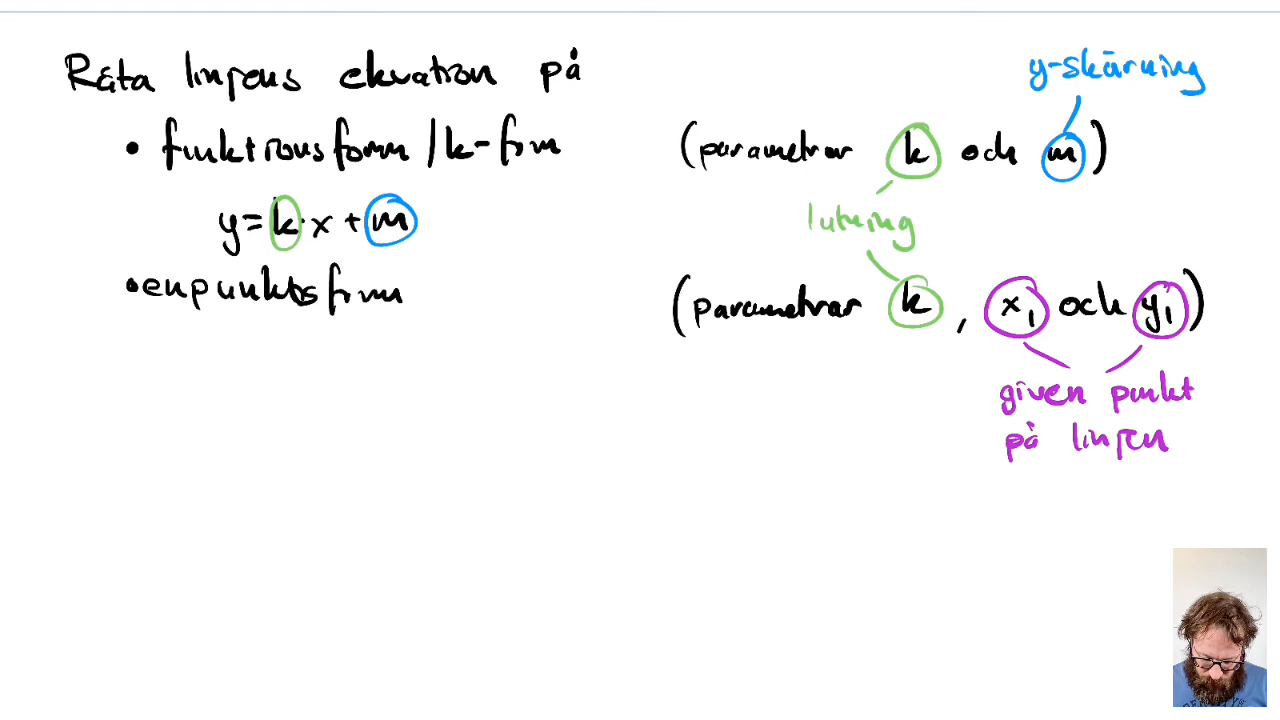 Räta linjens ekvation på
y-skärning
• funktionsform / k-form (parametrar k och m)
lutning
y = k · x + m
• enpunktsform (parametrar k, x₁ och y₁)
given punkt
på linjen